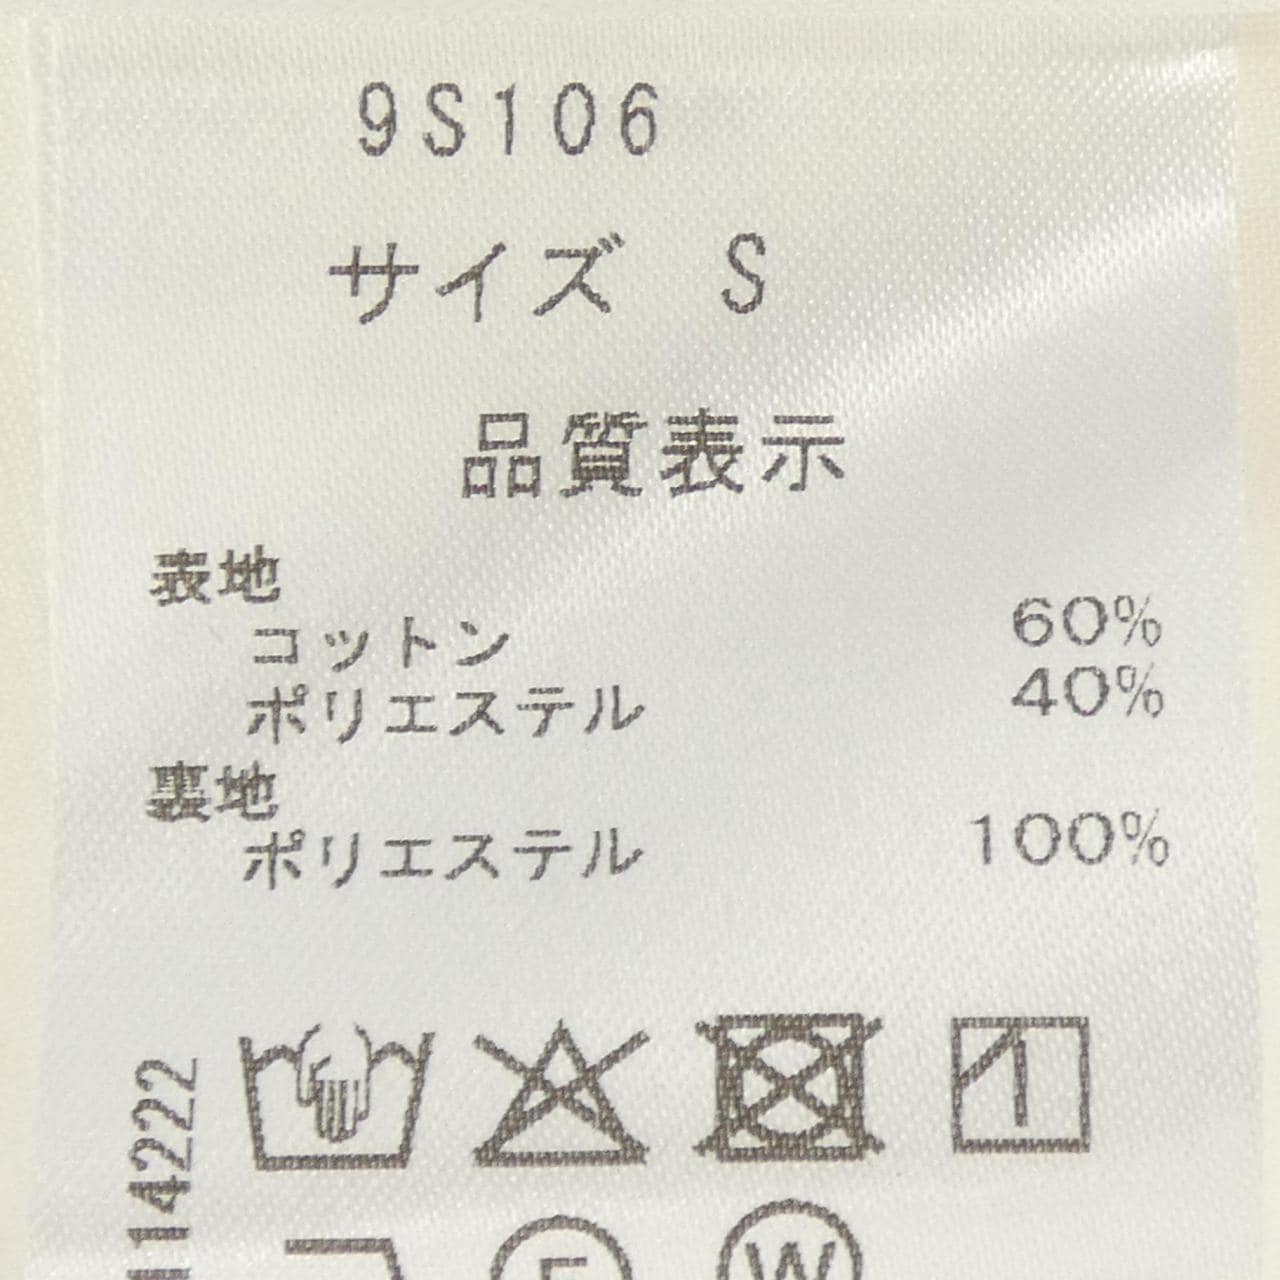 9S106
サイズ S
品質表示
表地
コットン 60%
ポリエステル 40%
裏地
ポリエステル 100%
114222
W